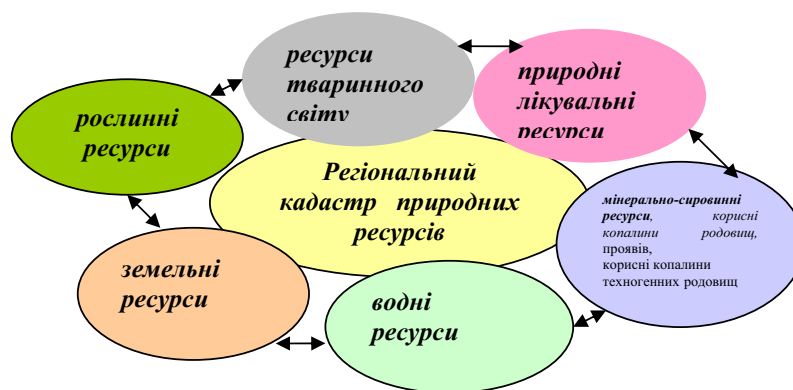 ресурси
тваринного
світу
природні
лікувальні
ресурси
рослинні
ресурси
Регіональний
кадастр природних
ресурсів
мінерально-сировинні
ресурси, корисні
копалини родовищ,
проявів,
корисні копалини
техногенних родовищ
земельні
ресурси
водні
ресурси